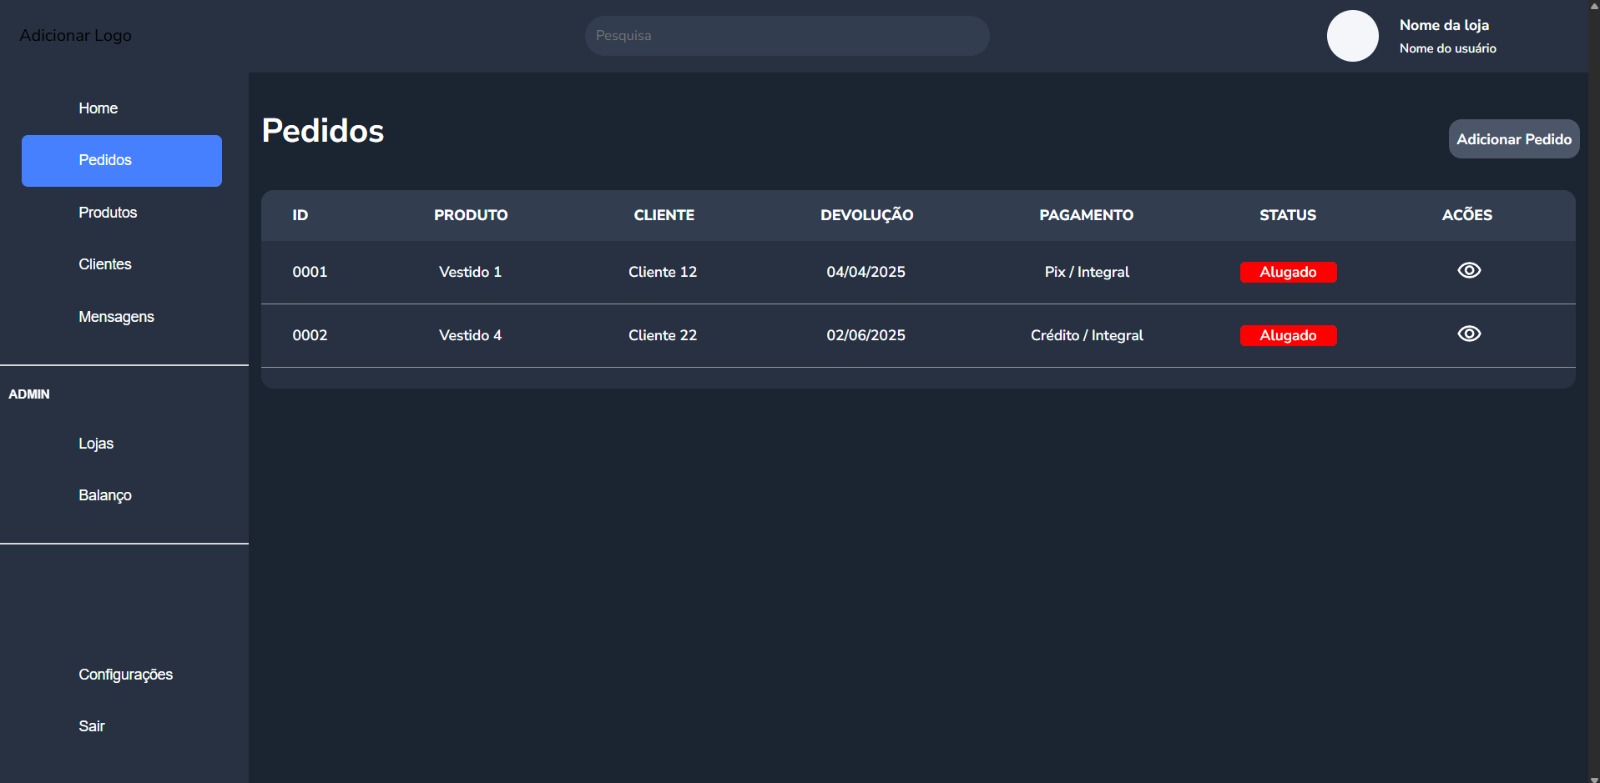 Adicionar Logo
Pesquisa
Nome da loja
Nome do usuário
Home
Pedidos
Produtos
Clientes
Mensagens
ADMIN
Lojas
Balanço
Configurações
Sair
Pedidos
Adicionar Pedido
ID PRODUTO CLIENTE DEVOLUÇÃO PAGAMENTO STATUS ACÕES
0001 Vestido 1 Cliente 12 04/04/2025 Pix / Integral Alugado
0002 Vestido 4 Cliente 22 02/06/2025 Crédito / Integral Alugado